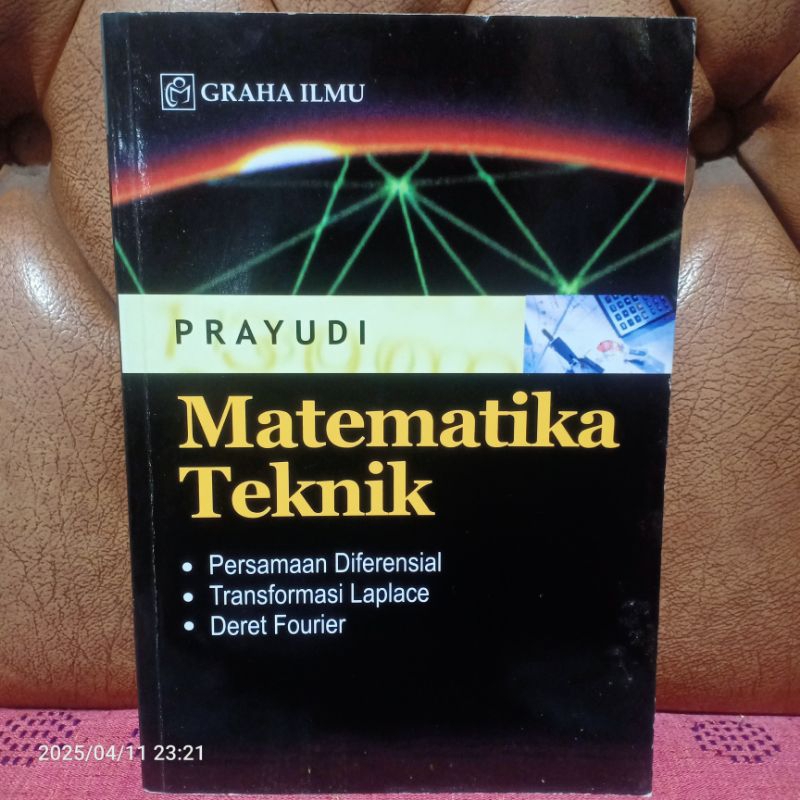 GRAHA ILMU
PRAYUDI
Matematika
Teknik
• Persamaan Diferensial
• Transformasi Laplace
• Deret Fourier
2025/04/11 23:21